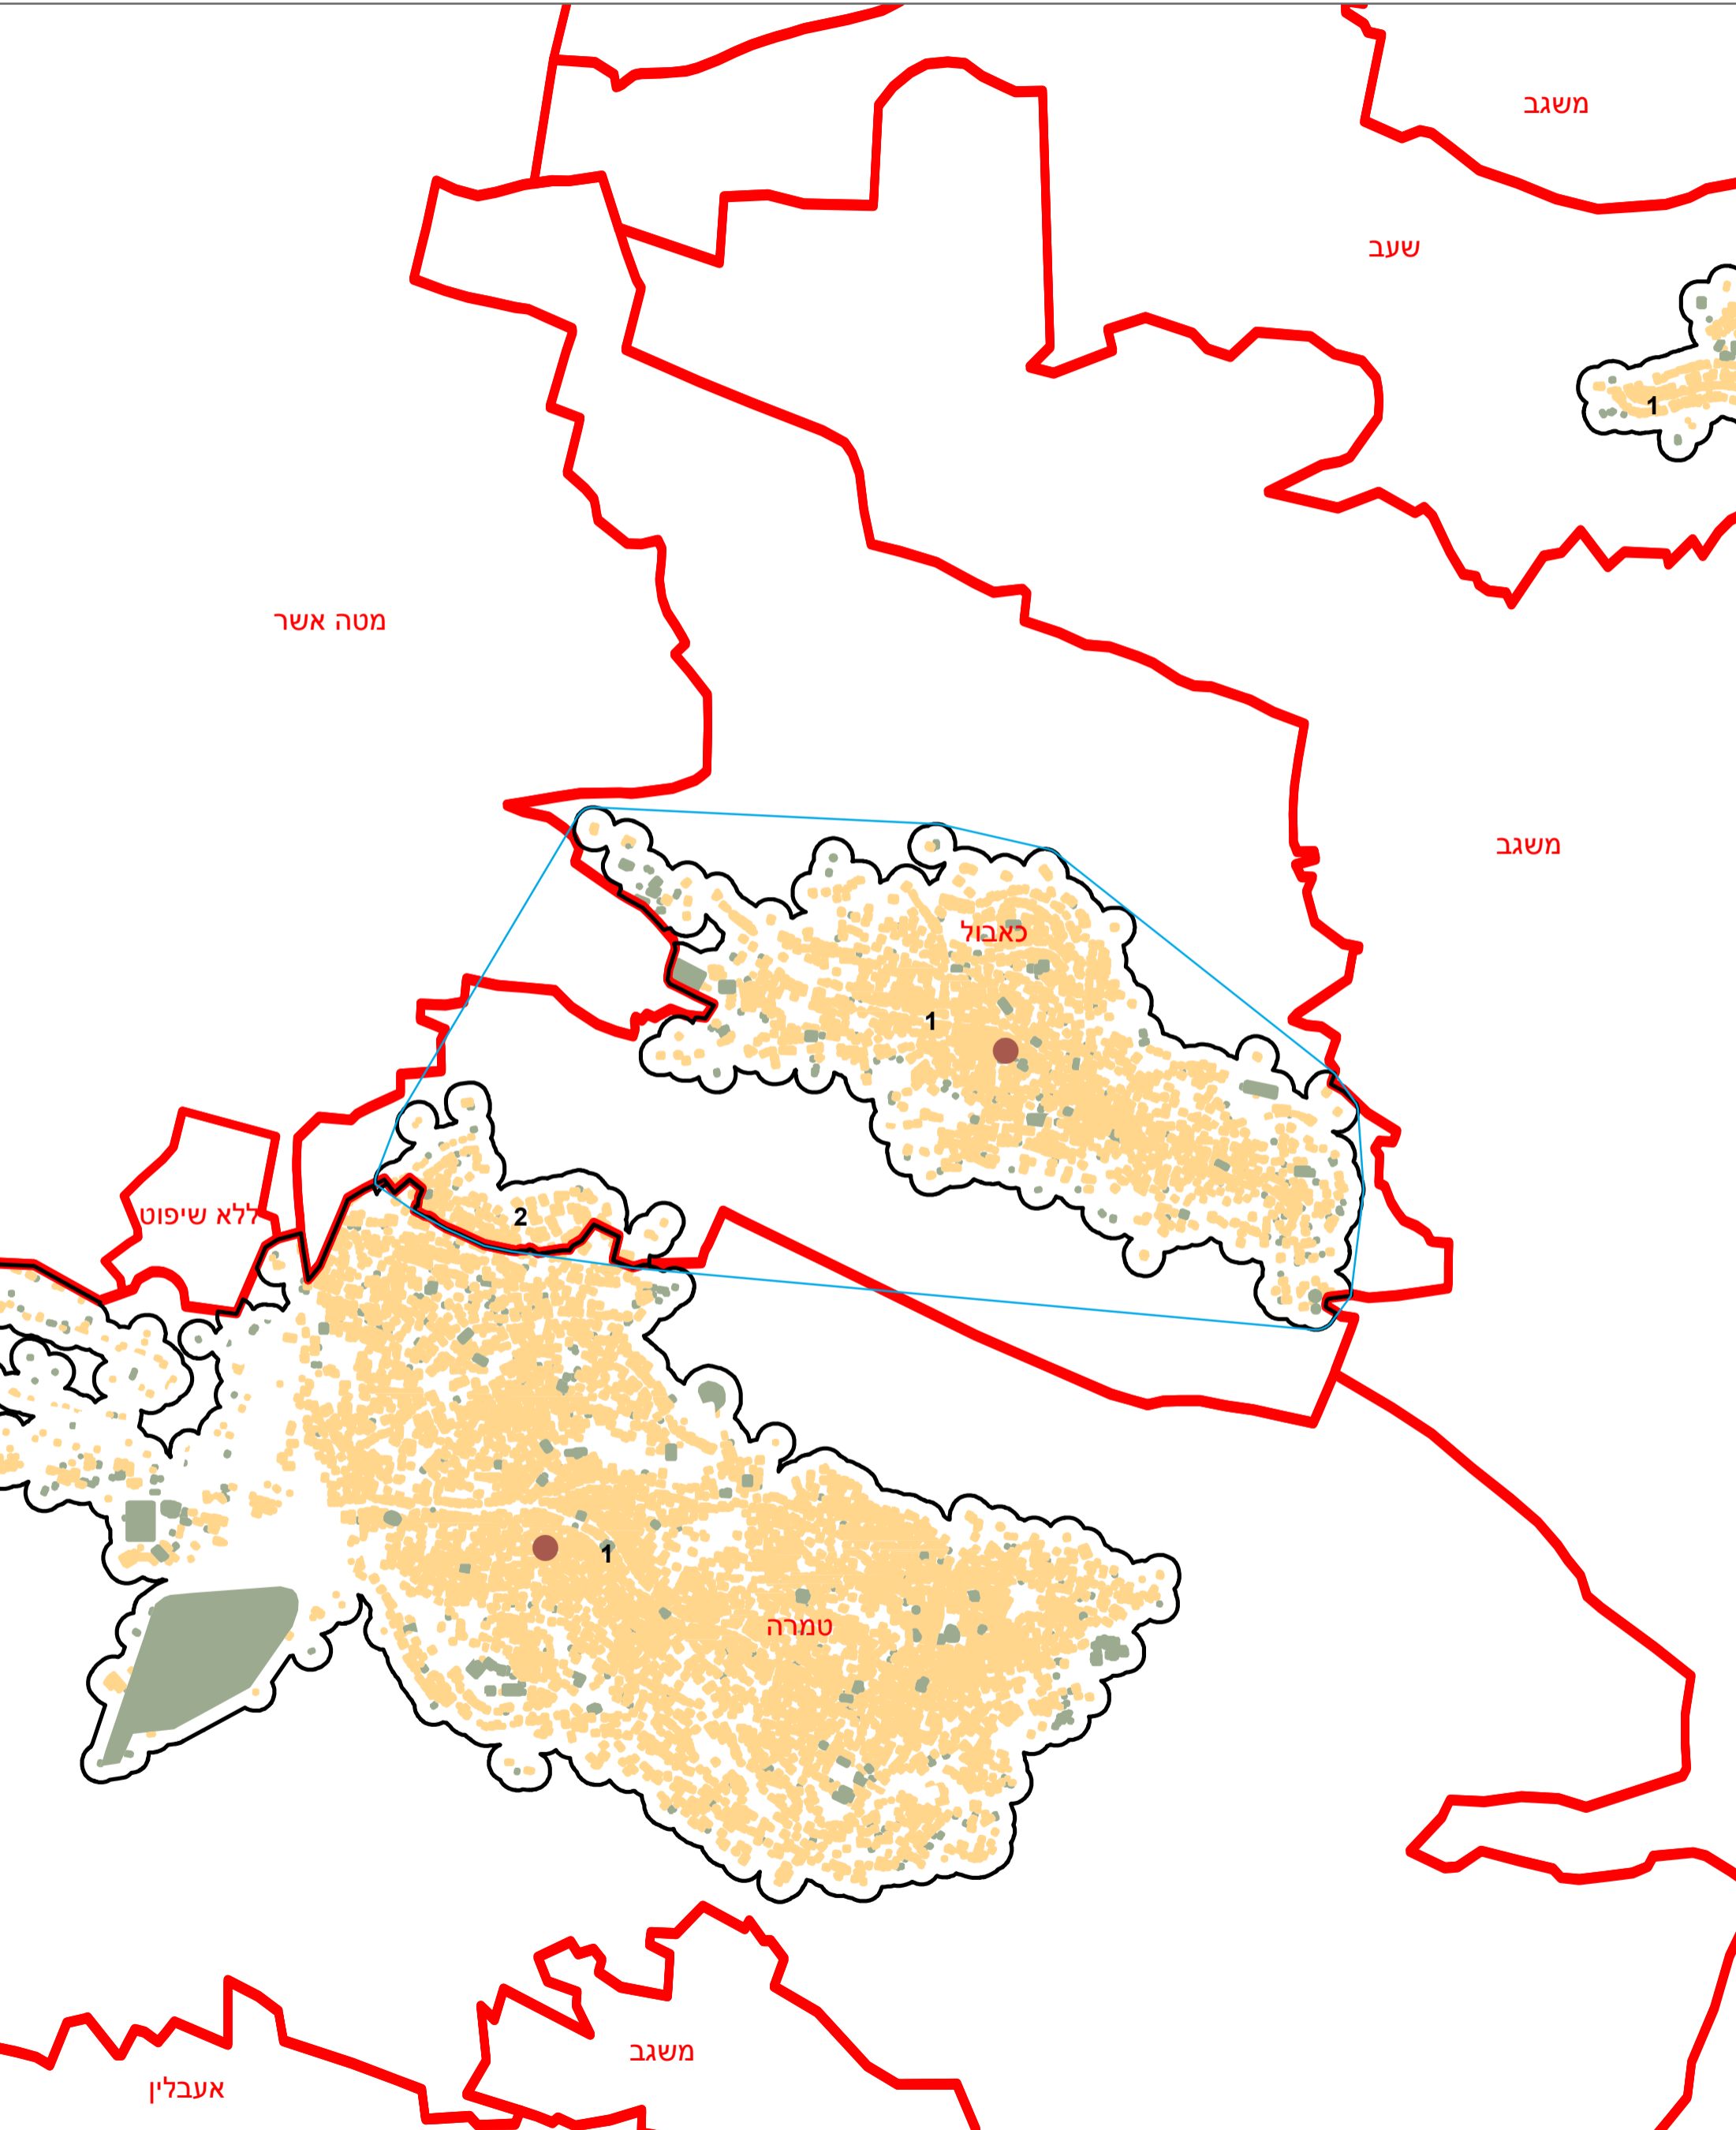 משגב
שעב
1
מטה אשר
משגב
כאבול
1
ללא שיפוט
2
1
טמרה
משגב
אעבלין